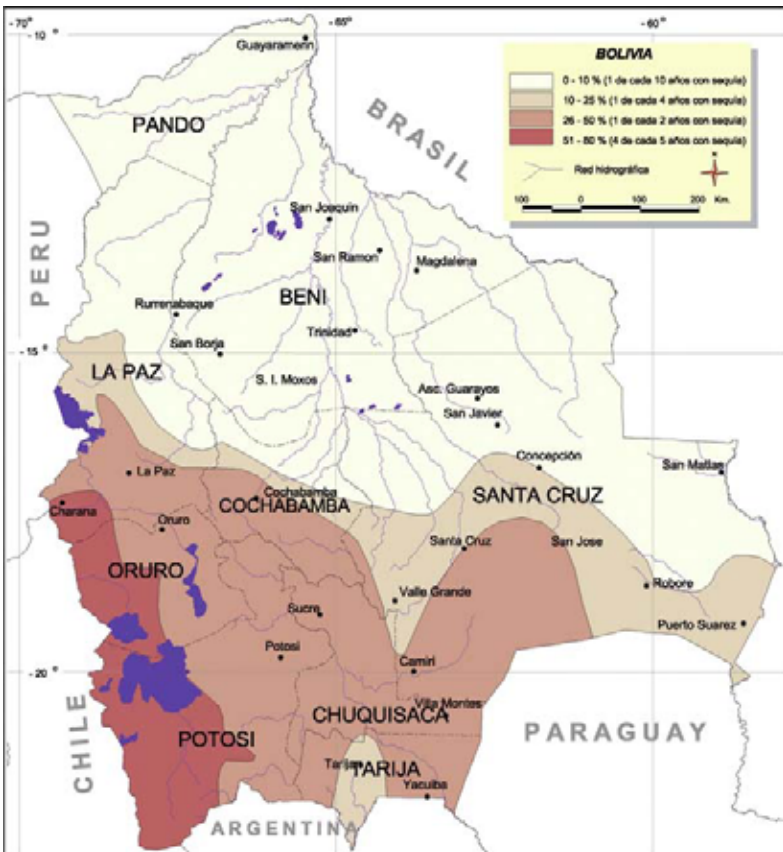 -70°
-65
-60
-10°
Guayaramerin
BOLIVIA
0 - 10 % (1 de cada 10 años con sequía)
10 - 25 % (1 de cada 4 años con sequía)
26 - 50 % (1 de cada 2 años con sequía)
51 - 80 % (4 de cada 5 años con sequía)
Red hidrográfica
N
100 0 100 200 Km.
PANDO
BRASIL
PERU
San Joaquin
San Ramon
Magdalena
BENI
Rurrenabaque
Trinidad
San Borja
-15°
LA PAZ
S. I. Moxos
Asc. Guarayos
San Javier
Concepción
San Matias
La Paz
Cochabamba
COCHABAMBA
SANTA CRUZ
Charana
Oruro
Santa Cruz
San Jose
ORURO
Valle Grande
Robore
Sucre
Puerto Suarez
Potosi
-20°
Camiri
CHILE
Villa Montes
CHUQUISACA
PARAGUAY
POTOSI
Tarija
TARIJA
Yacuiba
ARGENTINA